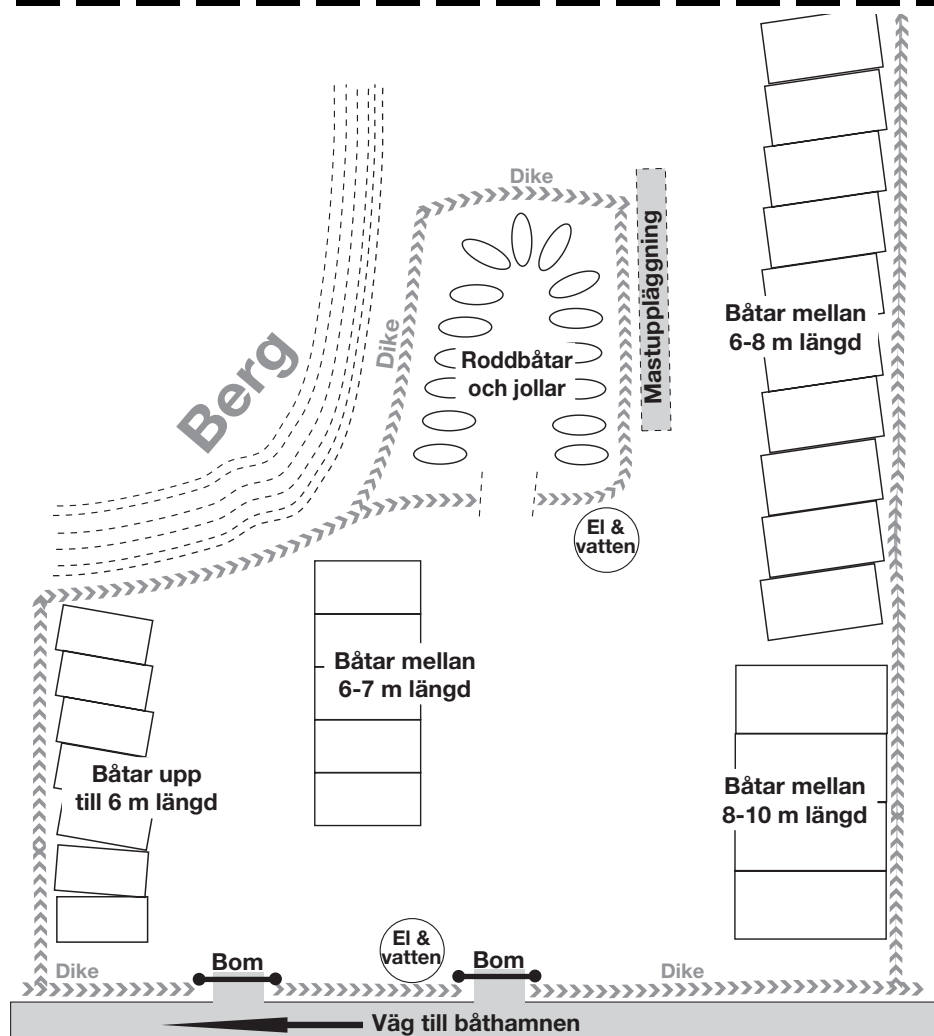 Dike
Mastuppläggning
Båtar mellan
6-8 m längd
Berg
Dike
Roddbåtar
och jollar
El &
vatten
Båtar mellan
6-7 m längd
Båtar upp
till 6 m längd
Båtar mellan
8-10 m längd
El &
vatten
Dike
Bom
Bom
Dike
Väg till båthamnen